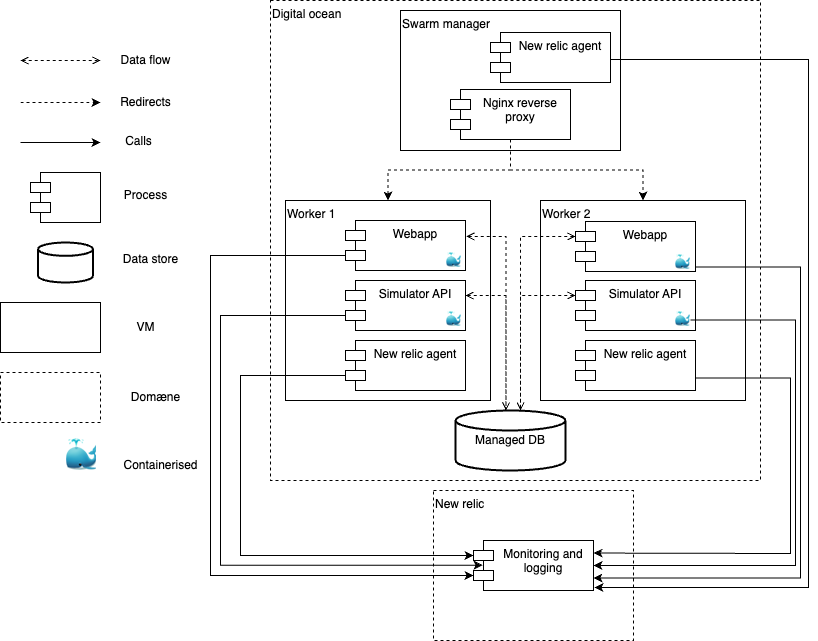 Data flow
Redirects
Calls
Process
Data store
VM
Domæne
Containerised
Digital ocean
Swarm manager
New relic agent
Nginx reverse
proxy
Worker 1
Webapp
Simulator API
New relic agent
Worker 2
Webapp
Simulator API
New relic agent
Managed DB
New relic
Monitoring and
logging